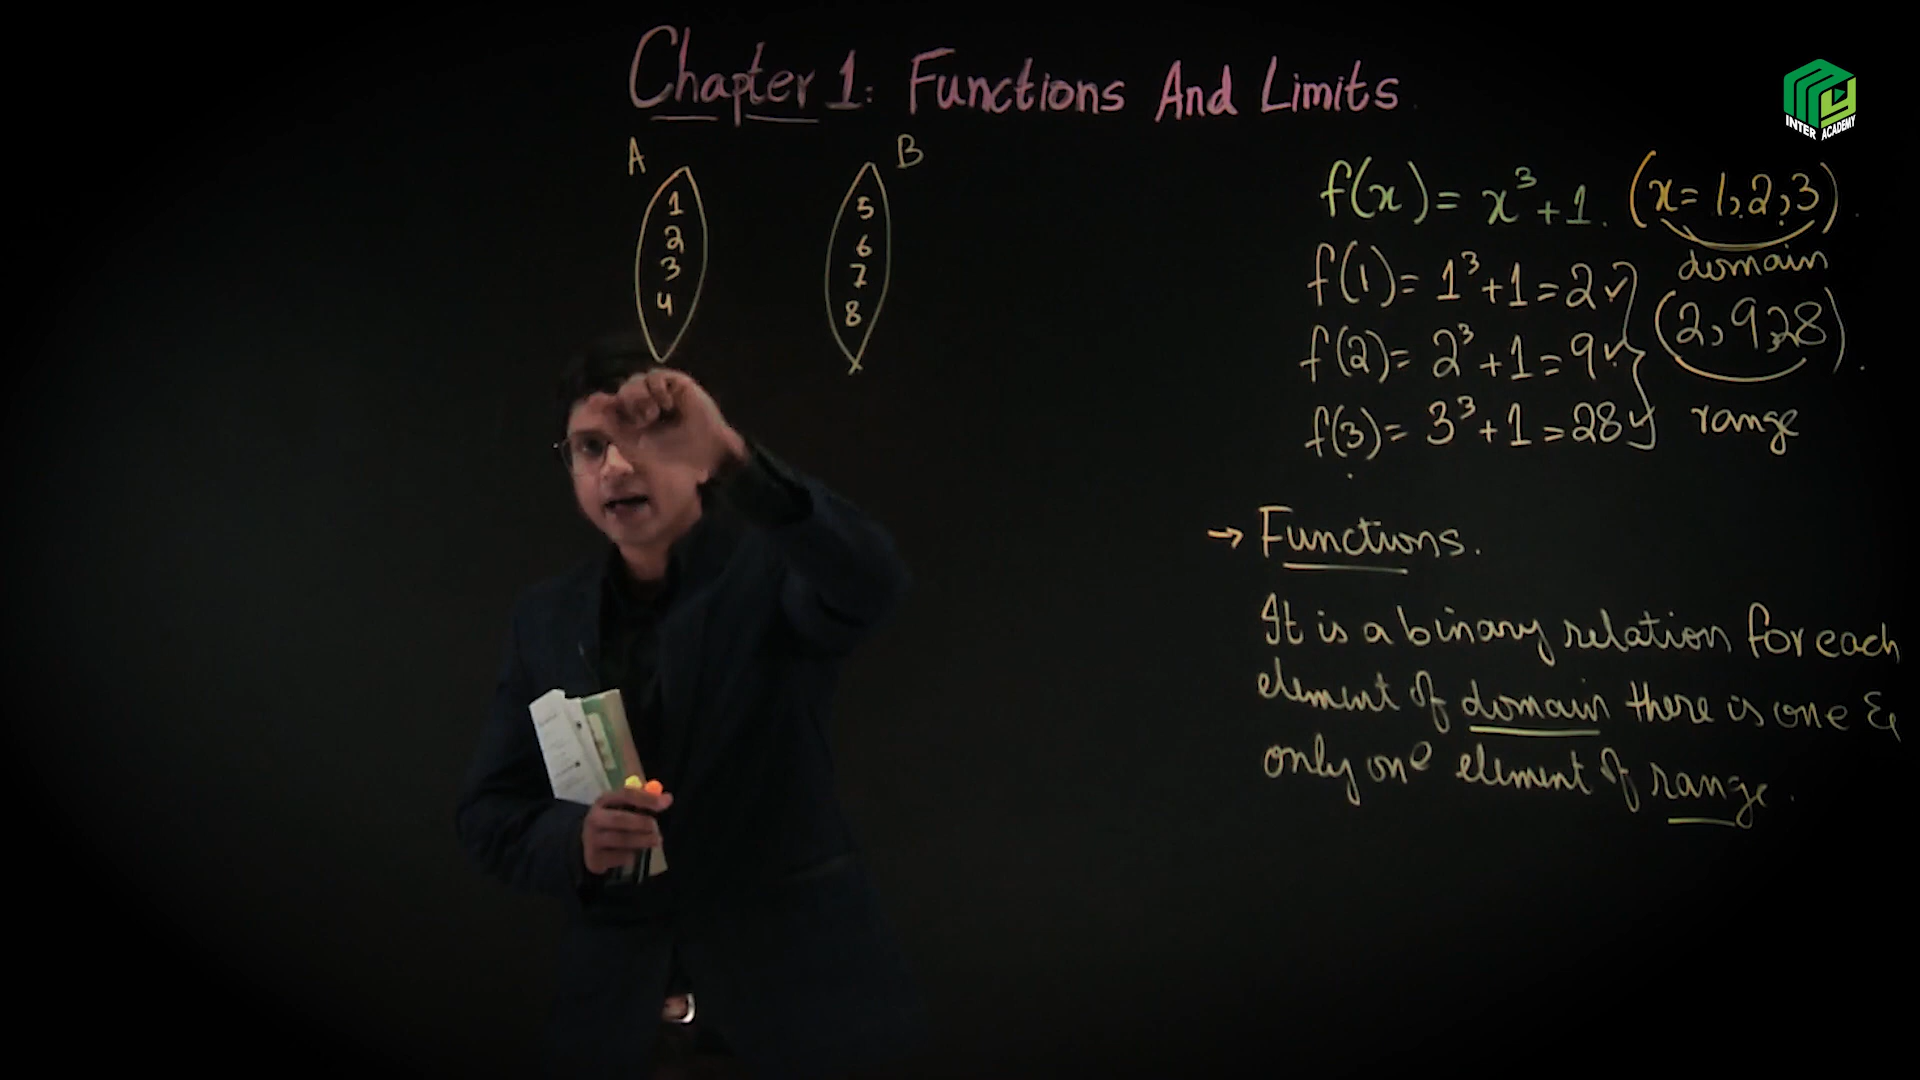 Chapter 1: Functions And Limits
A
1
2
3
4
B
5
6
7
8
f(x) = x³+1. (x= 1,2,3).
domain
f(1)= 1³+1=2✓
f(2)= 2³+1=9✓
f(3)= 3³+1=28✓
(2,9,28).
range
→ Functions.
It is a binary relation for each
element of domain there is one &
only one element of range.
INTER ACADEMY